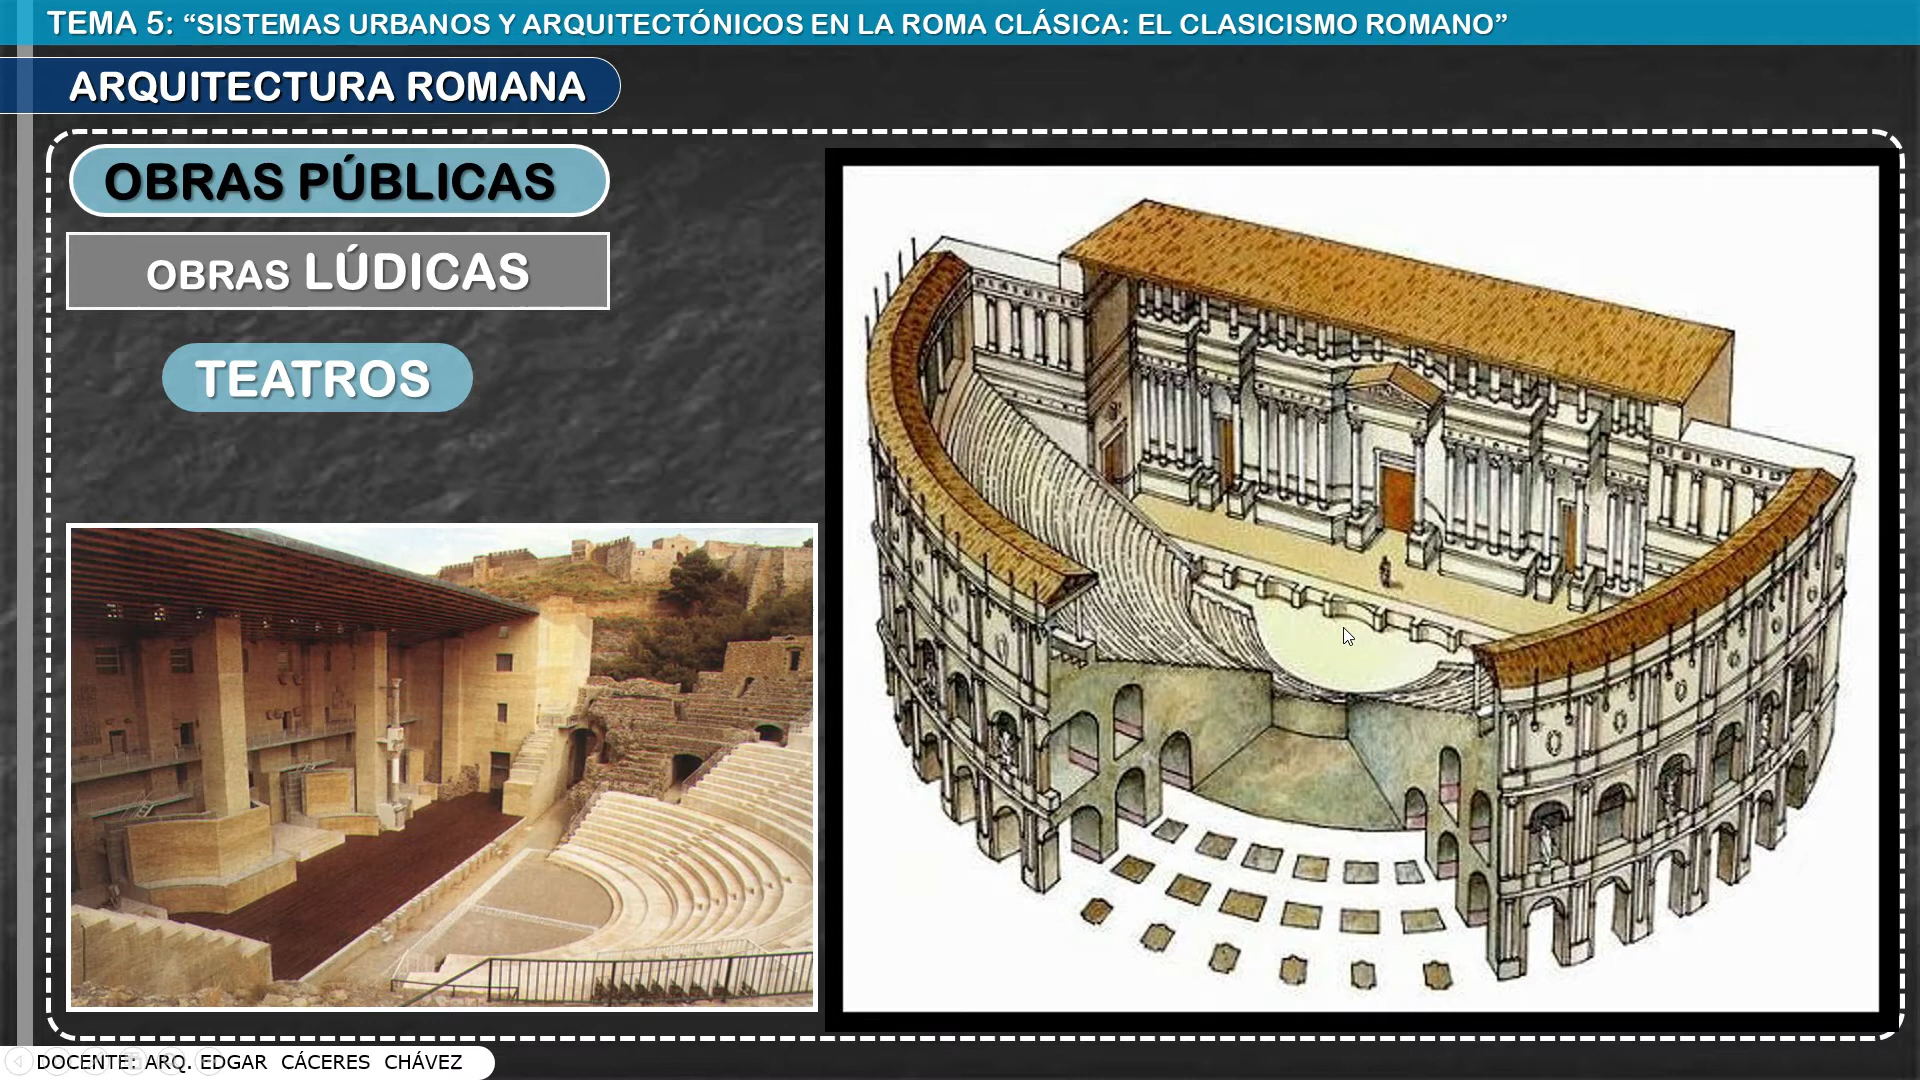 TEMA 5: “SISTEMAS URBANOS Y ARQUITECTÓNICOS EN LA ROMA CLÁSICA: EL CLASICISMO ROMANO”
ARQUITECTURA ROMANA
OBRAS PÚBLICAS
OBRAS LÚDICAS
TEATROS
DOCENTE: ARQ. EDGAR CÁCERES CHÁVEZ